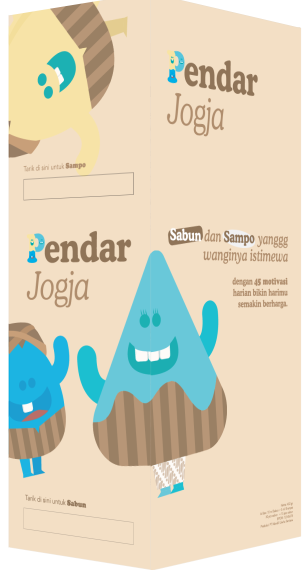 Tarik di sini untuk Sampo
Pendar
Jogja
Tarik di sini untuk Sabun
Pendar
Jogja
Sabun dan Sampo yanggg
wanginya istimewa
dengan 45 motivasi
harian bikin harimu
semakin berharga.